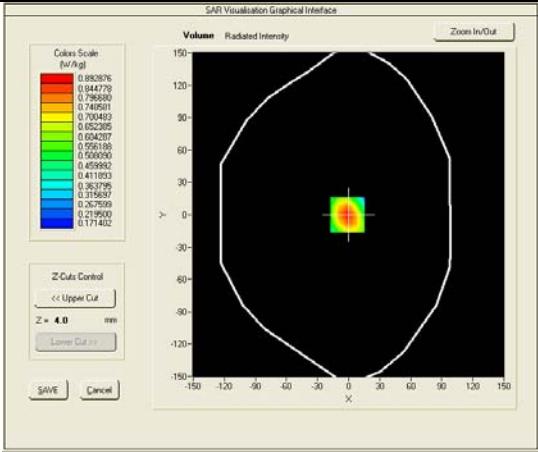 SAR Visualisation Graphical Interface
Volume Radiated Intensity
Zoom In/Out
Colors Scale
(W/kg)
0.892876
0.844778
0.796680
0.748581
0.700483
0.652385
0.604287
0.556188
0.508090
0.459992
0.411893
0.363795
0.315697
0.267599
0.219500
0.171402
Z-Cuts Control
<< Upper Cut
Z = 4.0 mm
Lower Cut >>
SAVE Cancel
150-
120-
90-
60-
30-
Y 0-
-30-
-60-
-90-
-120-
-150-
-150 -120 -90 -60 -30 0 30 60 90 120 150
X